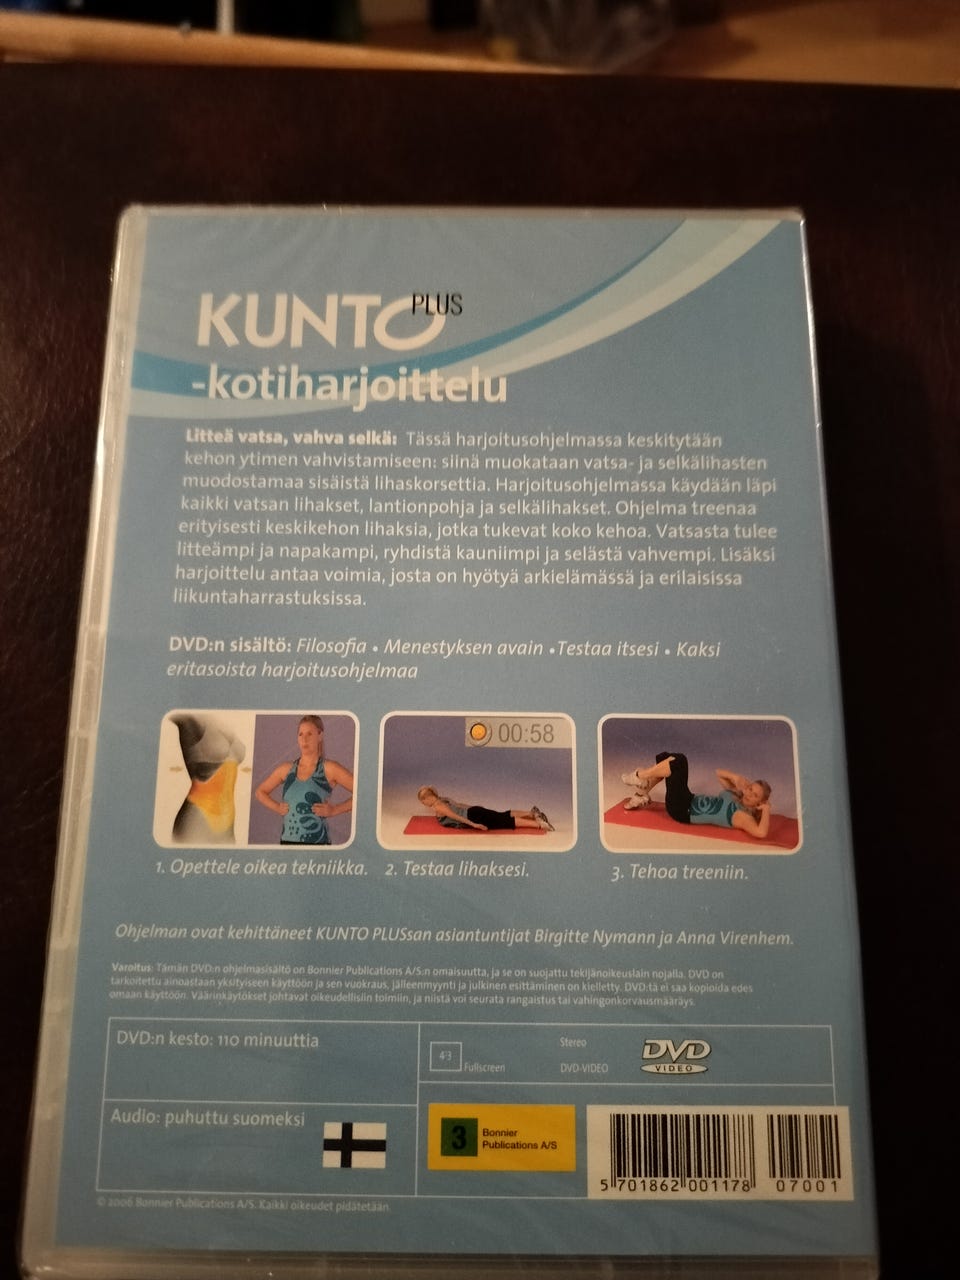 KUNTO PLUS
-kotiharjoittelu
Litteä vatsa, vahva selkä: Tässä harjoitusohjelmassa keskitytään
kehon ytimen vahvistamiseen: siinä muokataan vatsa- ja selkälihasten
muodostamaa sisäistä lihaskorsettia. Harjoitusohjelmassa käydään läpi
kaikki vatsan lihakset, lantionpohja ja selkälihakset. Ohjelma treenaa
erityisesti keskikehon lihaksia, jotka tukevat koko kehoa. Vatsasta tulee
litteämpi ja napakampi, ryhdistä kauniimpi ja selästä vahvempi. Lisäksi
harjoittelu antaa voimia, josta on hyötyä arkielämässä ja erilaisissa
liikuntaharrastuksissa.
DVD:n sisältö: Filosofia • Menestyksen avain • Testaa itsesi • Kaksi
eritasoista harjoitusohjelmaa
00:58
1. Opettele oikea tekniikka. 2. Testaa lihaksesi. 3. Tehoa treeniin.
Ohjelman ovat kehittäneet KUNTO PLUSsan asiantuntijat Birgitte Nymann ja Anna Virenhem.
Varoitus: Tämän DVD:n ohjelmasisältö on Bonnier Publications A/S:n omaisuutta, ja se on suojattu tekijänoikeuslain nojalla. DVD on
tarkoitettu ainoastaan yksityiseen käyttöön ja sen vuokraus, jälleenmyynti ja julkinen esittäminen on kielletty. DVD:tä ei saa kopioida edes
omaan käyttöön. Väärinkäytökset johtavat oikeudellisiin toimiin, ja niistä voi seurata rangaistus tai vahingonkorvausmääräys.
DVD:n kesto: 110 minuuttia
4:3 Fullscreen
Stereo
DVD-VIDEO
DVD VIDEO
Audio: puhuttu suomeksi
3 Bonnier
Publications A/S
5 701862 001178 07001
© 2006 Bonnier Publications A/S. Kaikki oikeudet pidätetään.